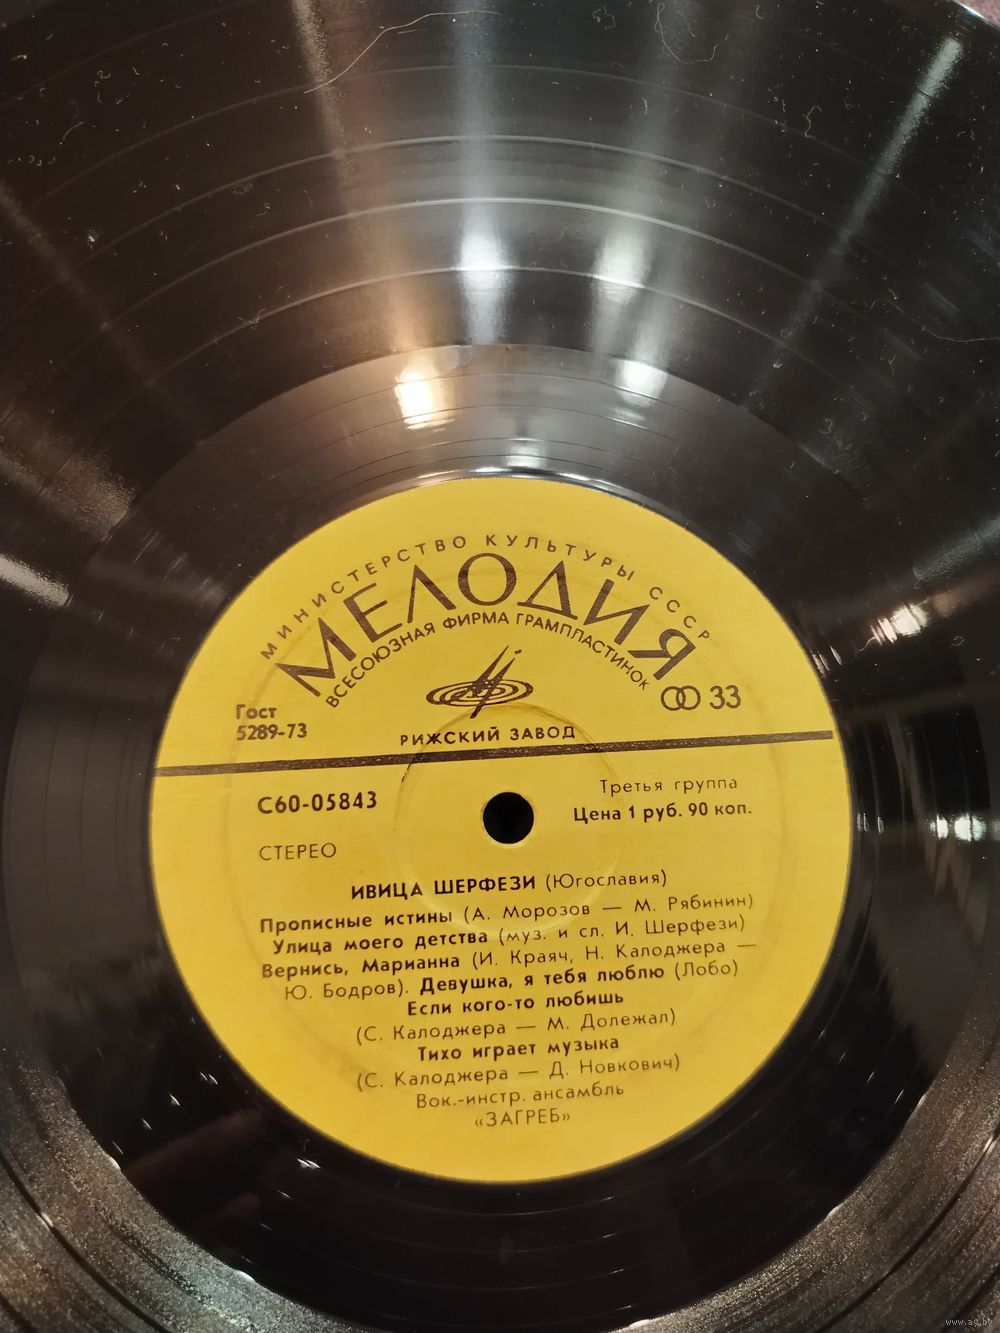 МИНИСТЕРСТВО КУЛЬТУРЫ СССР
МЕЛОДИЯ
ВСЕСОЮЗНАЯ ФИРМА ГРАМПЛАСТИНОК
Гост
5289-73
33
РИЖСКИЙ ЗАВОД
С60-05843
Третья группа
Цена 1 руб. 90 коп.
СТЕРЕО
ИВИЦА ШЕРФЕЗИ (Югославия)
Прописные истины (А. Морозов — М. Рябинин)
Улица моего детства (муз. и сл. И. Шерфези)
Вернись, Марианна (И. Краяч, Н. Калоджера —
Ю. Бодров). Девушка, я тебя люблю (Лобо)
Если кого-то любишь
(С. Калоджера — М. Долежал)
Тихо играет музыка
(С. Калоджера — Д. Новкович)
Вок.-инстр. ансамбль
«ЗАГРЕБ»
www.ay.by